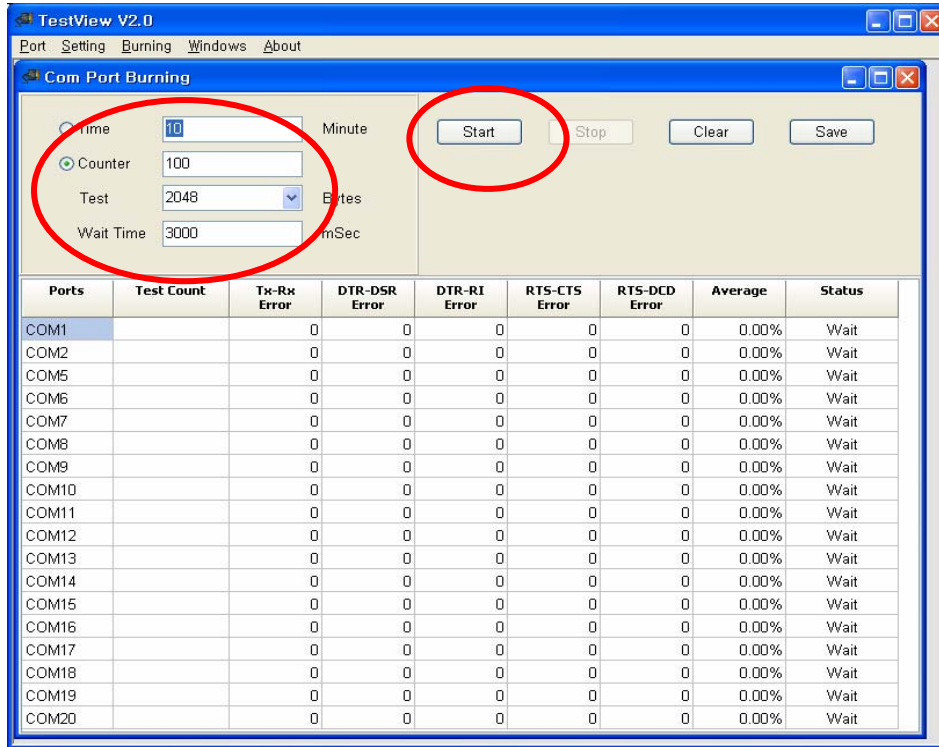 TestView V2.0
Port Setting Burning Windows About
Com Port Burning
Time 10 Minute Start Stop Clear Save
Counter 100
Test 2048 Bytes
Wait Time 3000 mSec
Ports Test Count Tx-Rx Error DTR-DSR Error DTR-RI Error RTS-CTS Error RTS-DCD Error Average Status
COM1 0 0 0 0 0 0.00% Wait
COM2 0 0 0 0 0 0.00% Wait
COM5 0 0 0 0 0 0.00% Wait
COM6 0 0 0 0 0 0.00% Wait
COM7 0 0 0 0 0 0.00% Wait
COM8 0 0 0 0 0 0.00% Wait
COM9 0 0 0 0 0 0.00% Wait
COM10 0 0 0 0 0 0.00% Wait
COM11 0 0 0 0 0 0.00% Wait
COM12 0 0 0 0 0 0.00% Wait
COM13 0 0 0 0 0 0.00% Wait
COM14 0 0 0 0 0 0.00% Wait
COM15 0 0 0 0 0 0.00% Wait
COM16 0 0 0 0 0 0.00% Wait
COM17 0 0 0 0 0 0.00% Wait
COM18 0 0 0 0 0 0.00% Wait
COM19 0 0 0 0 0 0.00% Wait
COM20 0 0 0 0 0 0.00% Wait